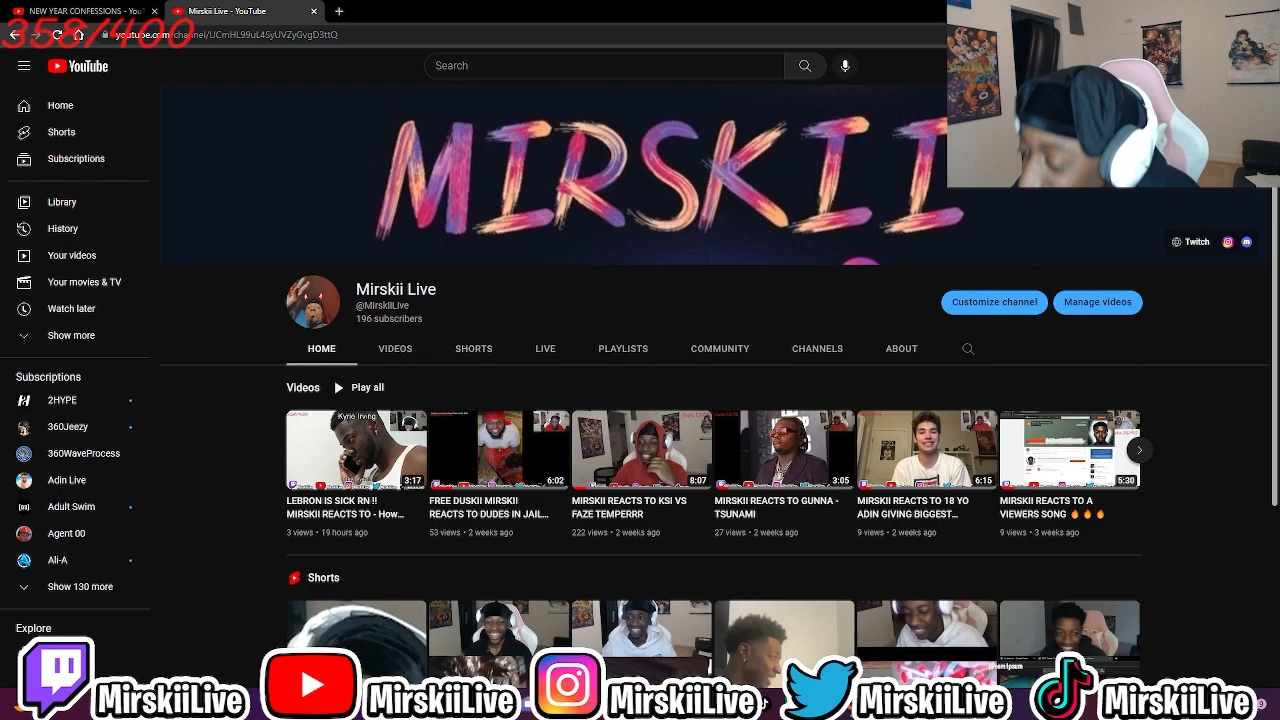 NEW YEAR CONFESSIONS - YouT
Mirskii Live - YouTube
358/400
youtube.com/channel/UCmHL99uL4SyUVZyGvgD3ttQ
YouTube
Search
Home
Shorts
Subscriptions
Library
History
Your videos
Your movies & TV
Watch later
Show more
Subscriptions
2HYPE
360Jeezy
360WaveProcess
Adin Live
Adult Swim
Agent 00
Ali-A
Show 130 more
Explore
MIRSKII
Twitch
Mirskii Live
@MirskiiLive
196 subscribers
Customize channel
Manage videos
HOME VIDEOS SHORTS LIVE PLAYLISTS COMMUNITY CHANNELS ABOUT
Videos
Play all
Kyrie Irving
3:17
6:02
8:07
3:05
6:15
5:30
LEBRON IS SICK RN !!
MIRSKII REACTS TO - How...
3 views • 19 hours ago
FREE DUSKII MIRSKII
REACTS TO DUDES IN JAIL...
53 views • 2 weeks ago
MIRSKII REACTS TO KSI VS
FAZE TEMPERRR
222 views • 2 weeks ago
MIRSKII REACTS TO GUNNA -
TSUNAMI
27 views • 2 weeks ago
MIRSKII REACTS TO 18 YO
ADIN GIVING BIGGEST...
9 views • 2 weeks ago
MIRSKII REACTS TO A
VIEWERS SONG 🔥🔥🔥
9 views • 3 weeks ago
Shorts
Lorem Ipsum
MirskiiLive
MirskiiLive
MirskiiLive
MirskiiLive
MirskiiLive